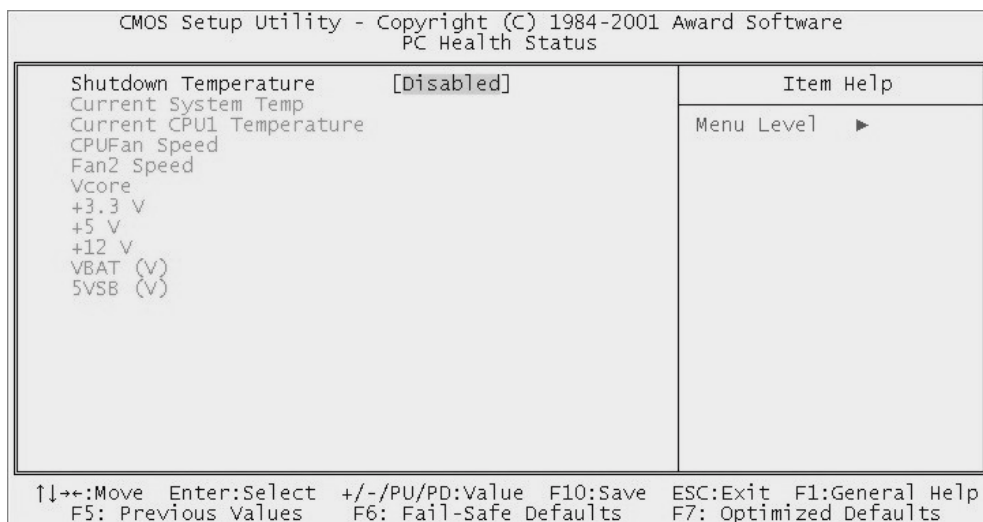 CMOS Setup Utility - Copyright (C) 1984-2001 Award Software
PC Health Status
Shutdown Temperature [Disabled]
Current System Temp
Current CPU1 Temperature
CPUFan Speed
Fan2 Speed
Vcore
+3.3 V
+5 V
+12 V
VBAT (V)
5VSB (V)
Item Help
Menu Level ►
↑↓→←:Move Enter:Select +/-/PU/PD:Value F10:Save ESC:Exit F1:General Help
F5: Previous Values F6: Fail-Safe Defaults F7: Optimized Defaults